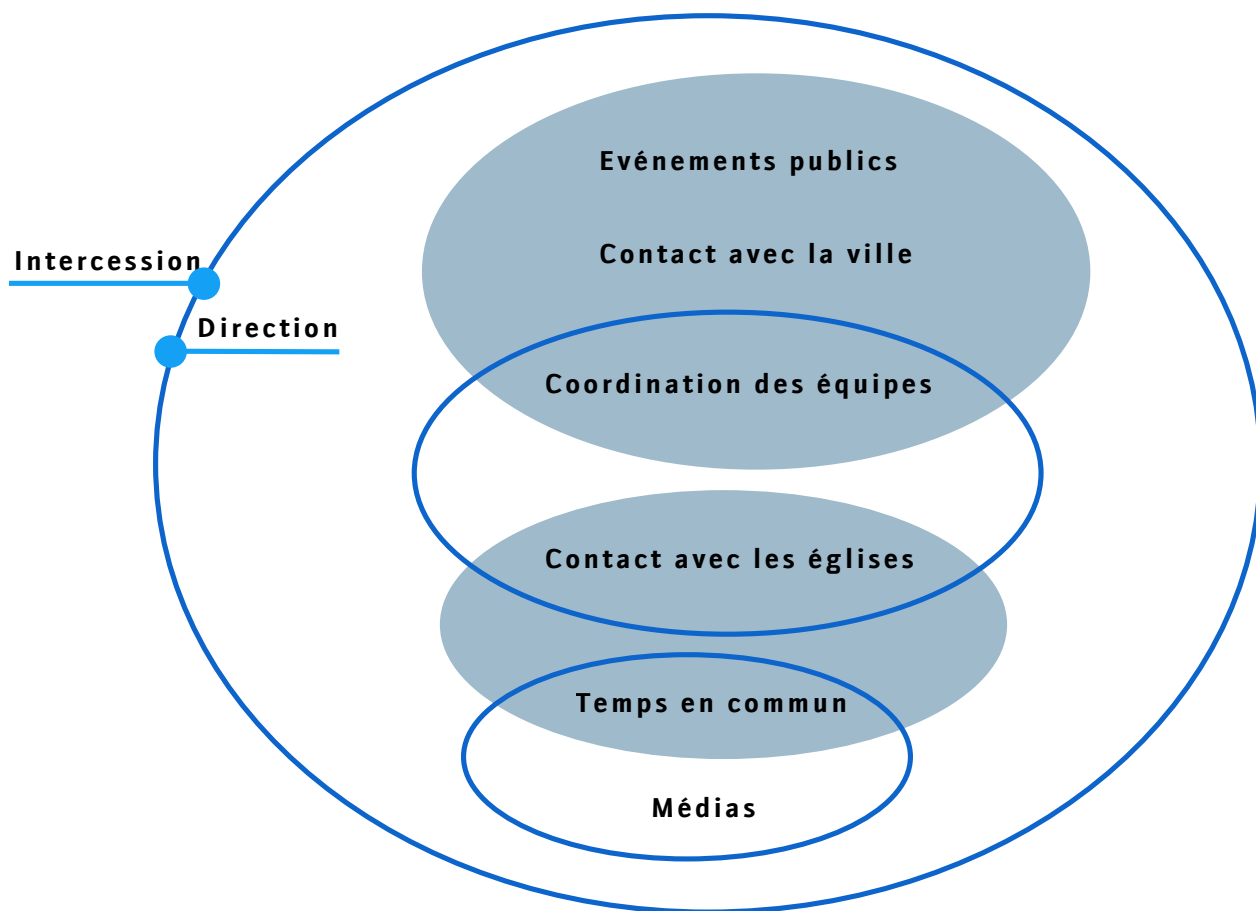 Evénements publics
Contact avec la ville
Intercession
Direction
Coordination des équipes
Contact avec les églises
Temps en commun
Médias